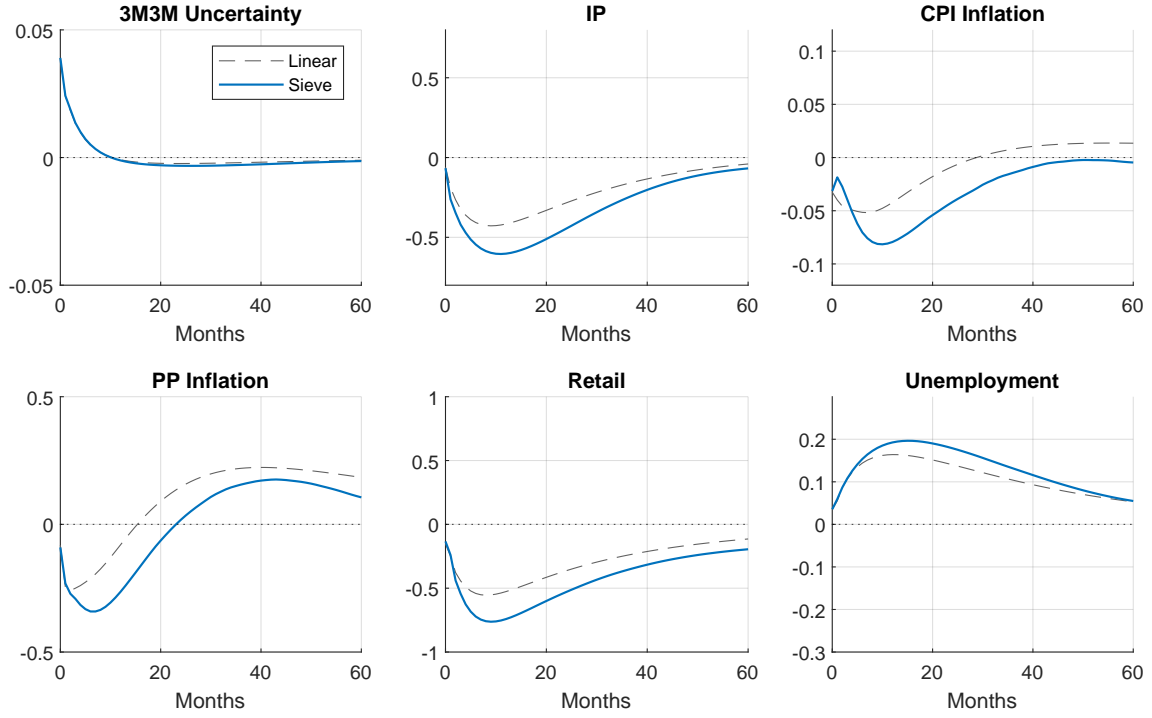 3M3M Uncertainty
0.05
0
-0.05
0 20 40 60
Months
Linear
Sieve
IP
0.5
0
-0.5
0 20 40 60
Months
CPI Inflation
0.1
0.05
0
-0.05
-0.1
0 20 40 60
Months
PP Inflation
0.5
0
-0.5
0 20 40 60
Months
Retail
1
0.5
0
-0.5
-1
0 20 40 60
Months
Unemployment
0.2
0.1
0
-0.1
-0.2
-0.3
0 20 40 60
Months